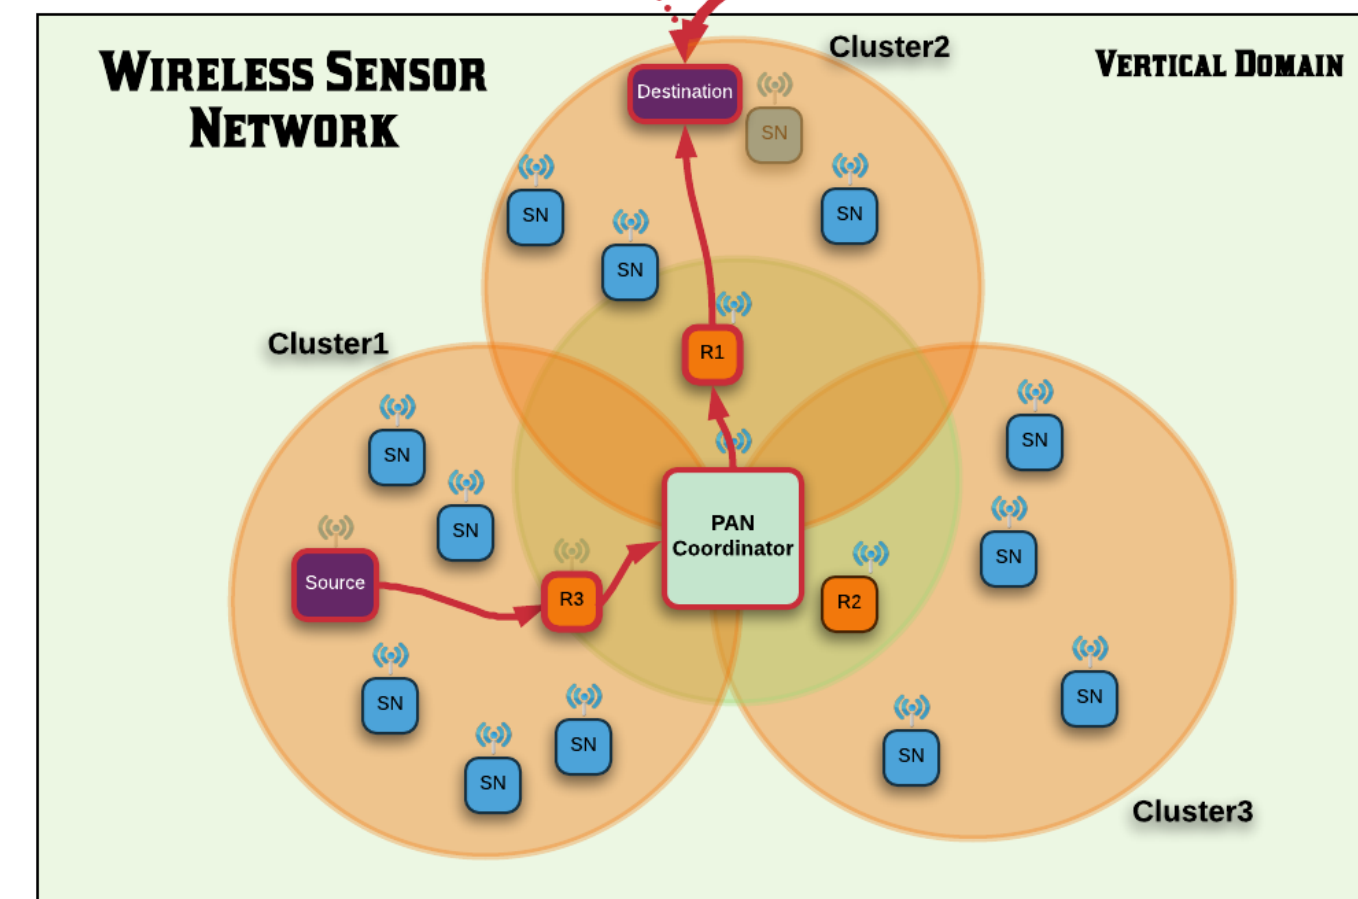 WIRELESS SENSOR
NETWORK
Cluster2
VERTICAL DOMAIN
Destination
SN
SN
SN
SN
Cluster1
R1
SN
SN
SN
PAN
Coordinator
SN
Source
R3
R2
SN
SN
SN
SN
SN
SN
Cluster3